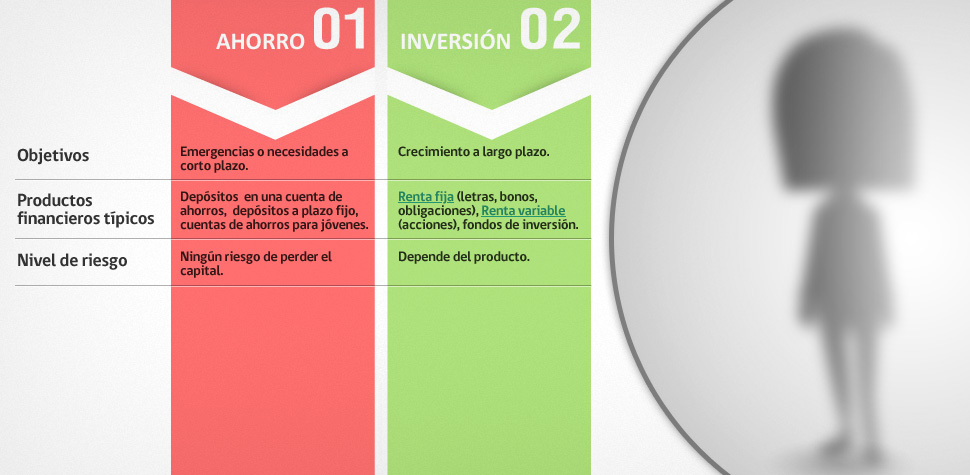 AHORRO 01
INVERSIÓN 02
Objetivos
Emergencias o necesidades a
corto plazo.
Crecimiento a largo plazo.
Productos
financieros típicos
Depósitos en una cuenta de
ahorros, depósitos a plazo fijo,
cuentas de ahorros para jóvenes.
Renta fija (letras, bonos,
obligaciones), Renta variable
(acciones), fondos de inversión.
Nivel de riesgo
Ningún riesgo de perder el
capital.
Depende del producto.